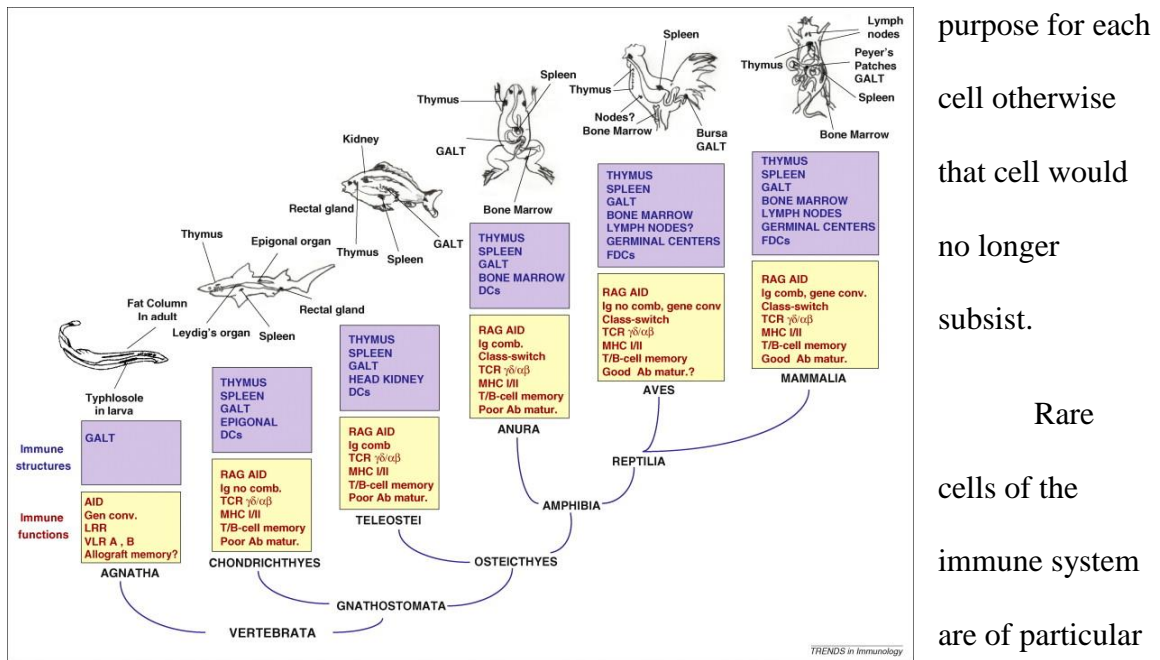 Lymph
nodes
Peyer's
Patches
GALT
Thymus
Spleen
Bone Marrow
Spleen
Thymus
Nodes?
Bone Marrow
Bursa
GALT
Spleen
Thymus
GALT
Bone Marrow
Kidney
Rectal gland
Thymus
Spleen
GALT
Thymus
Epigonal organ
Rectal gland
Leydig's organ
Spleen
Fat Column
In adult
Typhlosole
in larva
Immune
structures
GALT
Immune
functions
AID
Gen conv.
LRR
VLR A , B
Allograft memory?
AGNATHA
THYMUS
SPLEEN
GALT
EPIGONAL
DCs
RAG AID
Ig no comb.
TCR γδ/αβ
MHC I/II
T/B-cell memory
Poor Ab matur.
CHONDRICHTHYES
THYMUS
SPLEEN
GALT
HEAD KIDNEY
DCs
RAG AID
Ig comb
TCR γδ/αβ
MHC I/II
T/B-cell memory
Poor Ab matur.
TELEOSTEI
THYMUS
SPLEEN
GALT
BONE MARROW
DCs
RAG AID
Ig comb.
Class-switch
TCR γδ/αβ
MHC I/II
T/B-cell memory
Poor Ab matur.
ANURA
THYMUS
SPLEEN
GALT
BONE MARROW
LYMPH NODES?
GERMINAL CENTERS
FDCs
RAG AID
Ig no comb, gene conv
Class-switch
TCR γδ/αβ
MHC I/II
T/B-cell memory
Good Ab matur.?
AVES
THYMUS
SPLEEN
GALT
BONE MARROW
LYMPH NODES
GERMINAL CENTERS
FDCs
RAG AID
Ig comb, gene conv.
Class-switch
TCR γδ/αβ
MHC I/II
T/B-cell memory
Good Ab matur.
MAMMALIA
REPTILIA
AMPHIBIA
OSTEICTHYES
GNATHOSTOMATA
VERTEBRATA
TRENDS in Immunology
purpose for each
cell otherwise
that cell would
no longer
subsist.
Rare
cells of the
immune system
are of particular